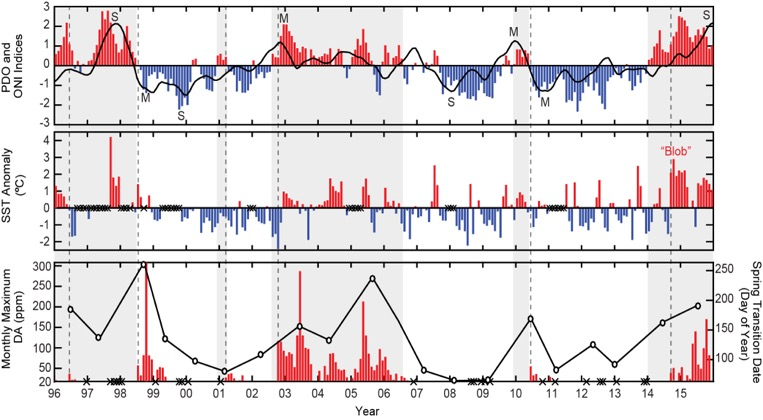 PDO and
ONI Indices
3
2
1
0
-1
-2
-3
S
M
S
M
S
M
M
S
SST Anomaly
(ºC)
4
2
0
-1
-2
"Blob"
Monthly Maximum
DA (ppm)
300
250
200
150
100
50
20
250
200
150
100
Spring Transition Date
(Day of Year)
96 97 98 99 00 01 02 03 04 05 06 07 08 09 10 11 12 13 14 15
Year